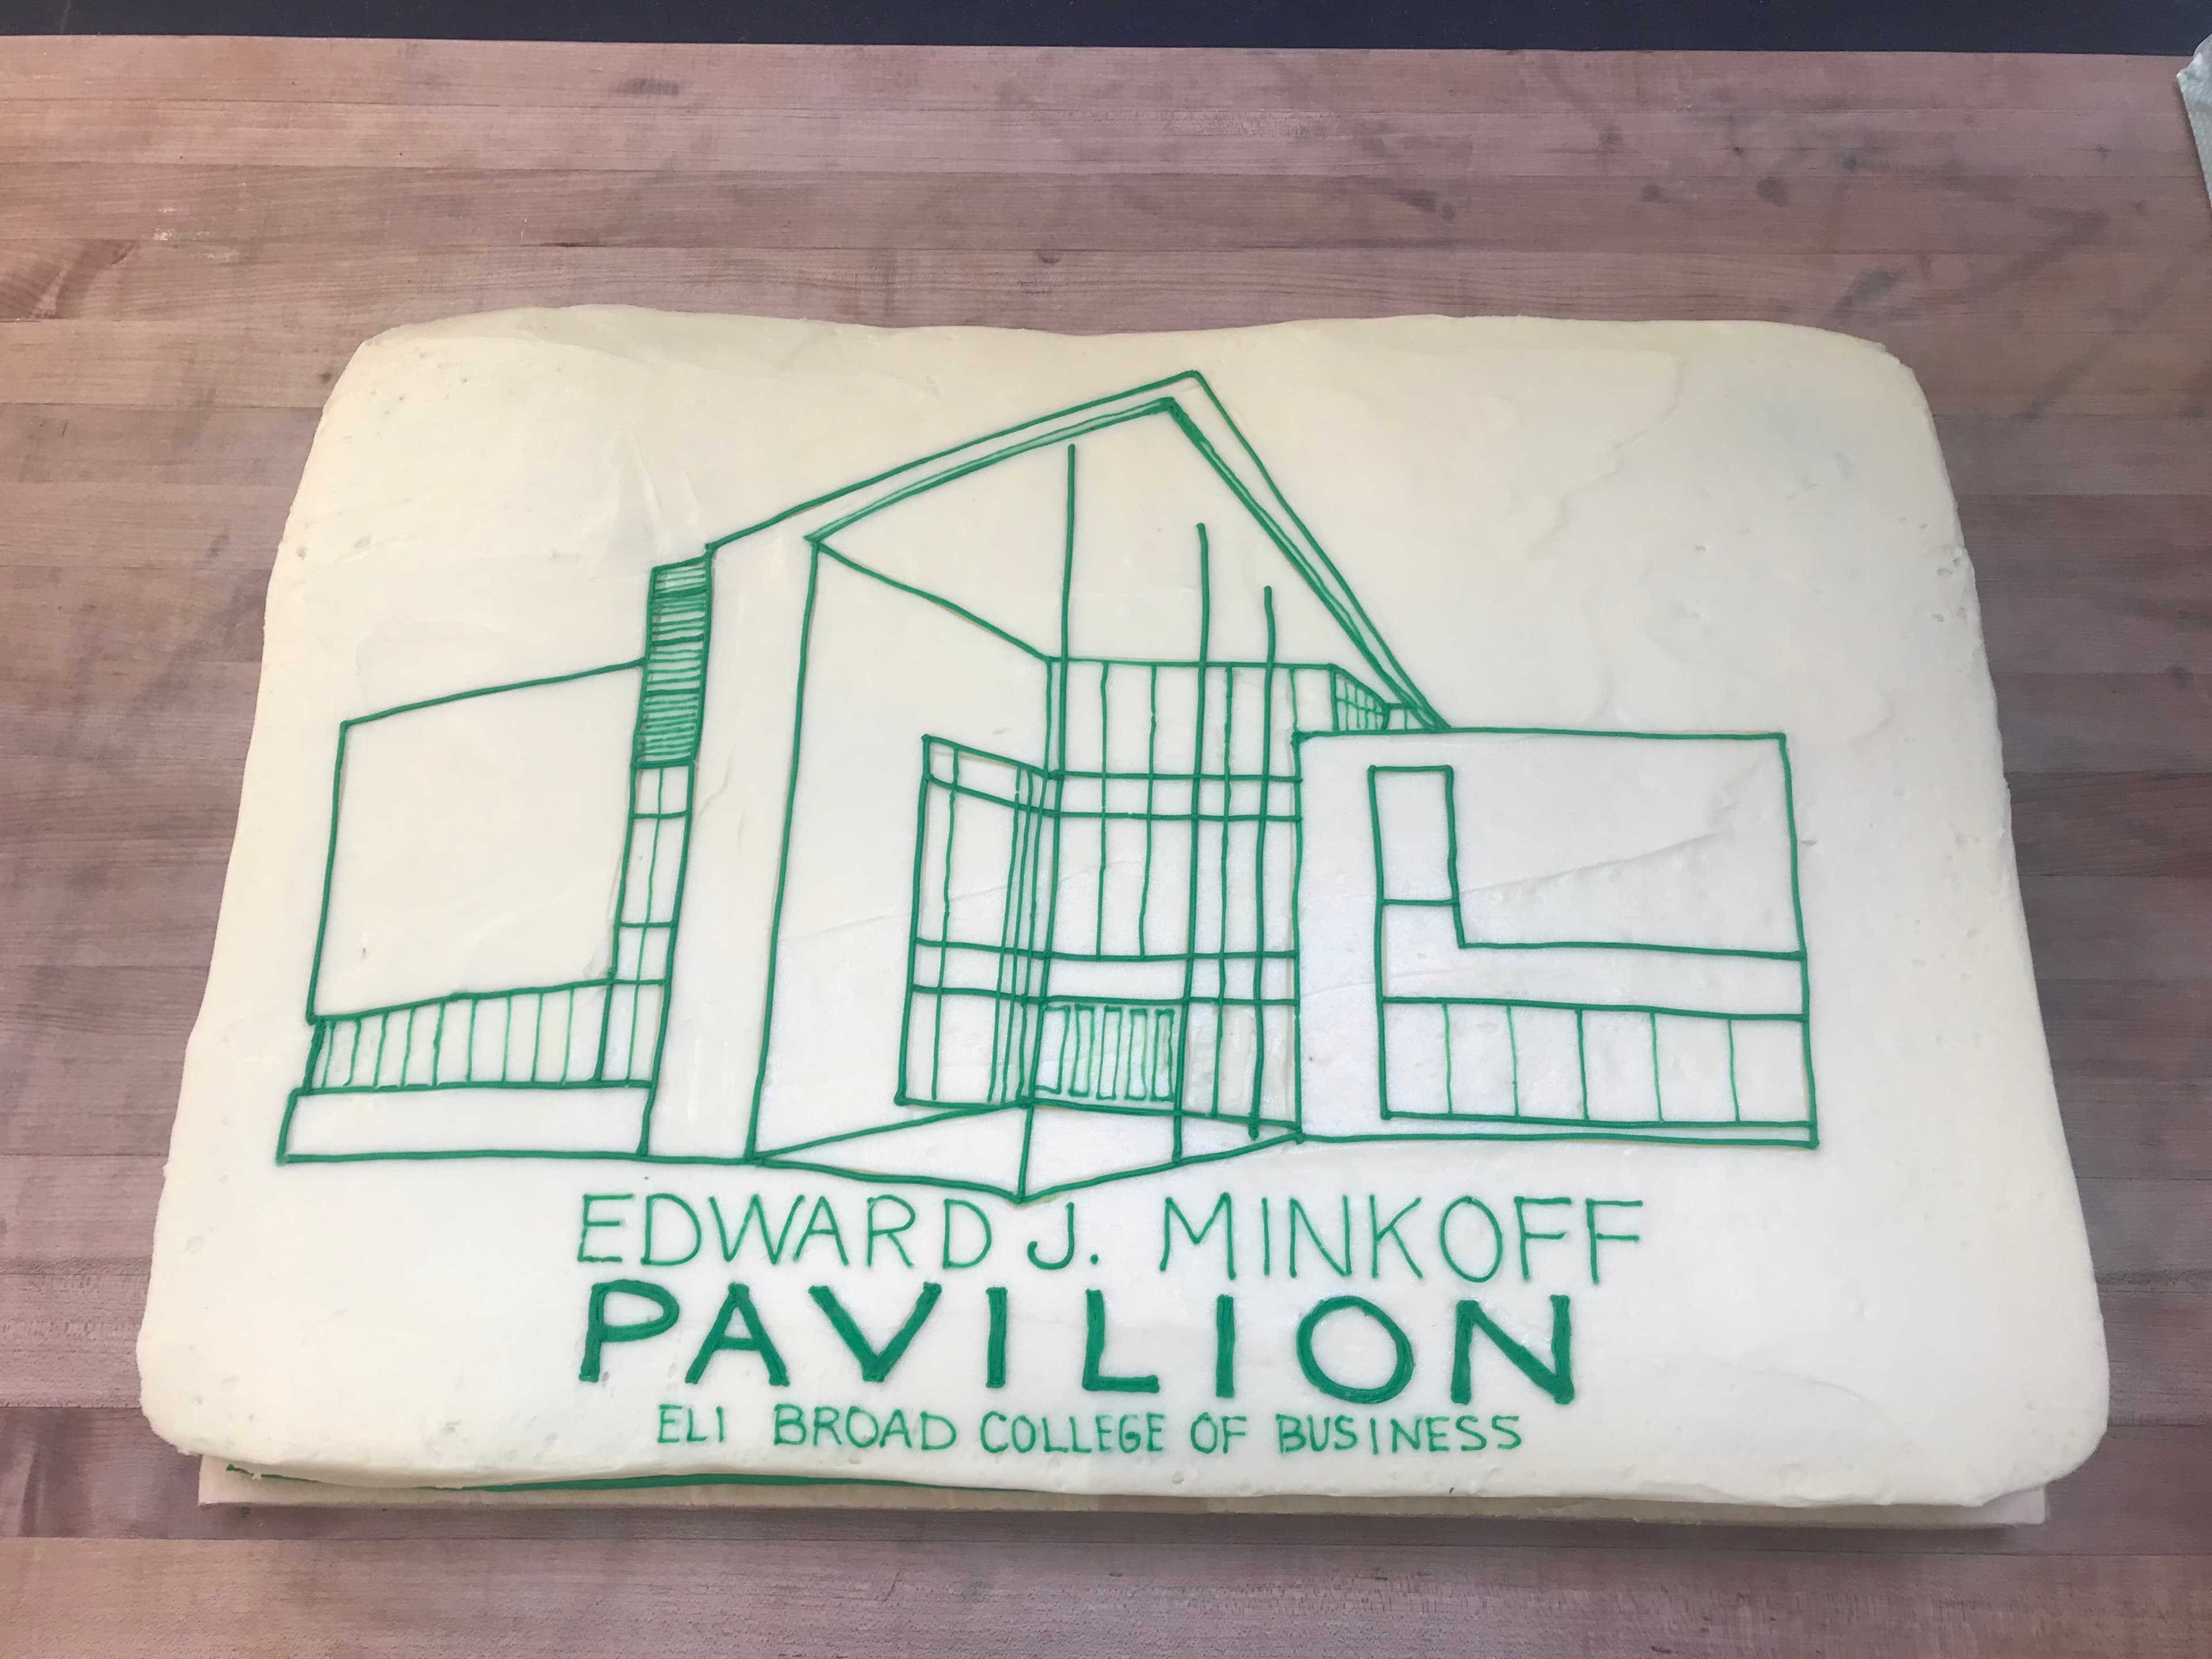 EDWARD J. MINKOFF
PAVILION
ELI BROAD COLLEGE OF BUSINESS